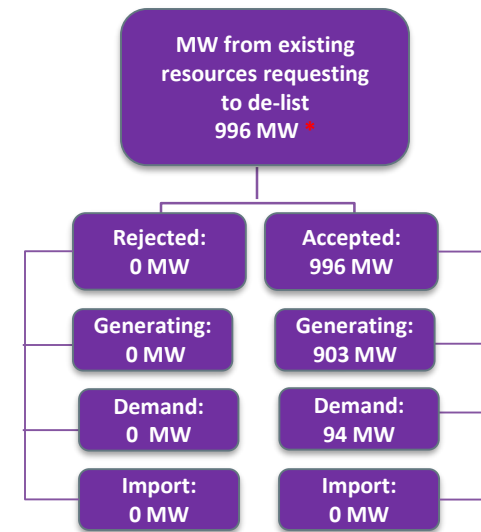 MW from existing
resources requesting
to de-list
996 MW *
Rejected:
0 MW
Accepted:
996 MW
Generating:
0 MW
Generating:
903 MW
Demand:
0 MW
Demand:
94 MW
Import:
0 MW
Import:
0 MW